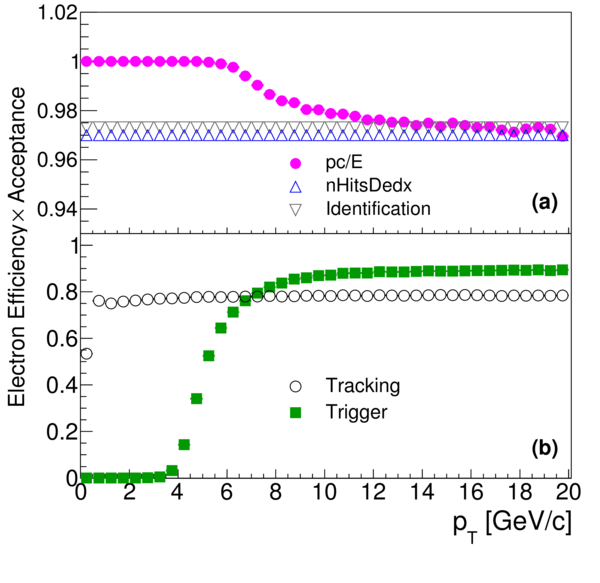 1.02
1
0.98
0.96
0.94
pc/E
nHitsDedx
Identification
(a)
Electron Efficiency× Acceptance
1
0.8
0.6
0.4
0.2
0
Tracking
Trigger
(b)
0 2 4 6 8 10 12 14 16 18 20
pT [GeV/c]